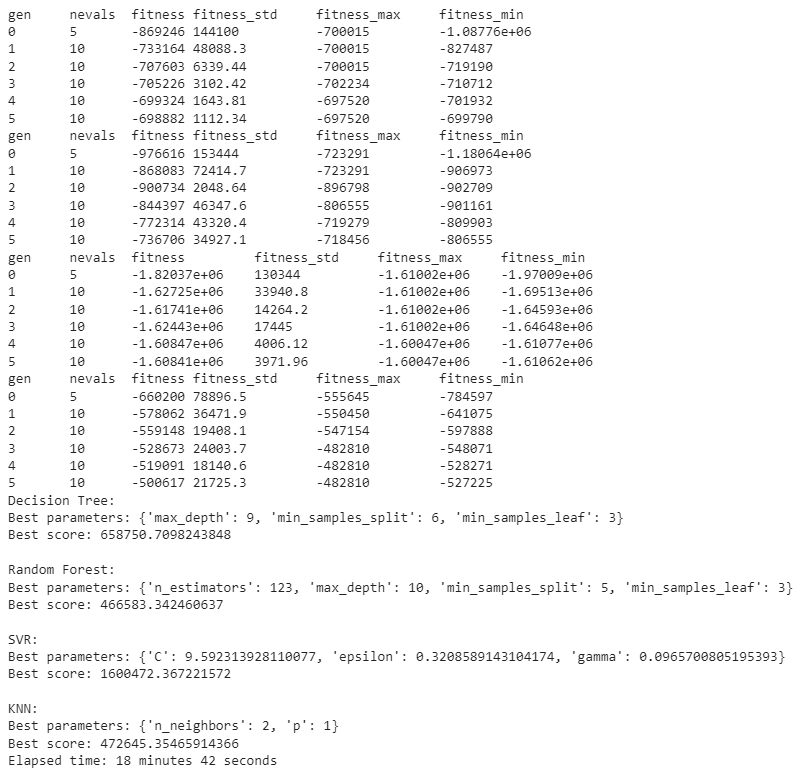 gen nevals fitness fitness_std fitness_max fitness_min
0 5 -869246 144100 -700015 -1.08776e+06
1 10 -733164 48088.3 -700015 -827487
2 10 -707603 6339.44 -700015 -719190
3 10 -705226 3102.42 -702234 -710712
4 10 -699324 1643.81 -697520 -701932
5 10 -698882 1112.34 -697520 -699790
gen nevals fitness fitness_std fitness_max fitness_min
0 5 -976616 153444 -723291 -1.18064e+06
1 10 -868083 72414.7 -723291 -906973
2 10 -900734 2048.64 -896798 -902709
3 10 -844397 46347.6 -806555 -901161
4 10 -772314 43320.4 -719279 -809903
5 10 -736706 34927.1 -718456 -806555
gen nevals fitness fitness_std fitness_max fitness_min
0 5 -1.82037e+06 130344 -1.61002e+06 -1.97009e+06
1 10 -1.62725e+06 33940.8 -1.61002e+06 -1.69513e+06
2 10 -1.61741e+06 14264.2 -1.61002e+06 -1.64593e+06
3 10 -1.62443e+06 17445 -1.61002e+06 -1.64648e+06
4 10 -1.60847e+06 4006.12 -1.60047e+06 -1.61077e+06
5 10 -1.60841e+06 3971.96 -1.60047e+06 -1.61062e+06
gen nevals fitness fitness_std fitness_max fitness_min
0 5 -660200 78896.5 -555645 -784597
1 10 -578062 36471.9 -550450 -641075
2 10 -559148 19408.1 -547154 -597888
3 10 -528673 24003.7 -482810 -548071
4 10 -519091 18140.6 -482810 -528271
5 10 -500617 21725.3 -482810 -527225
Decision Tree:
Best parameters: {'max_depth': 9, 'min_samples_split': 6, 'min_samples_leaf': 3}
Best score: 658750.7098243848
Random Forest:
Best parameters: {'n_estimators': 123, 'max_depth': 10, 'min_samples_split': 5, 'min_samples_leaf': 3}
Best score: 466583.342460637
SVR:
Best parameters: {'C': 9.592313928110077, 'epsilon': 0.3208589143104174, 'gamma': 0.0965700805195393}
Best score: 1600472.367221572
KNN:
Best parameters: {'n_neighbors': 2, 'p': 1}
Best score: 472645.35465914366
Elapsed time: 18 minutes 42 seconds